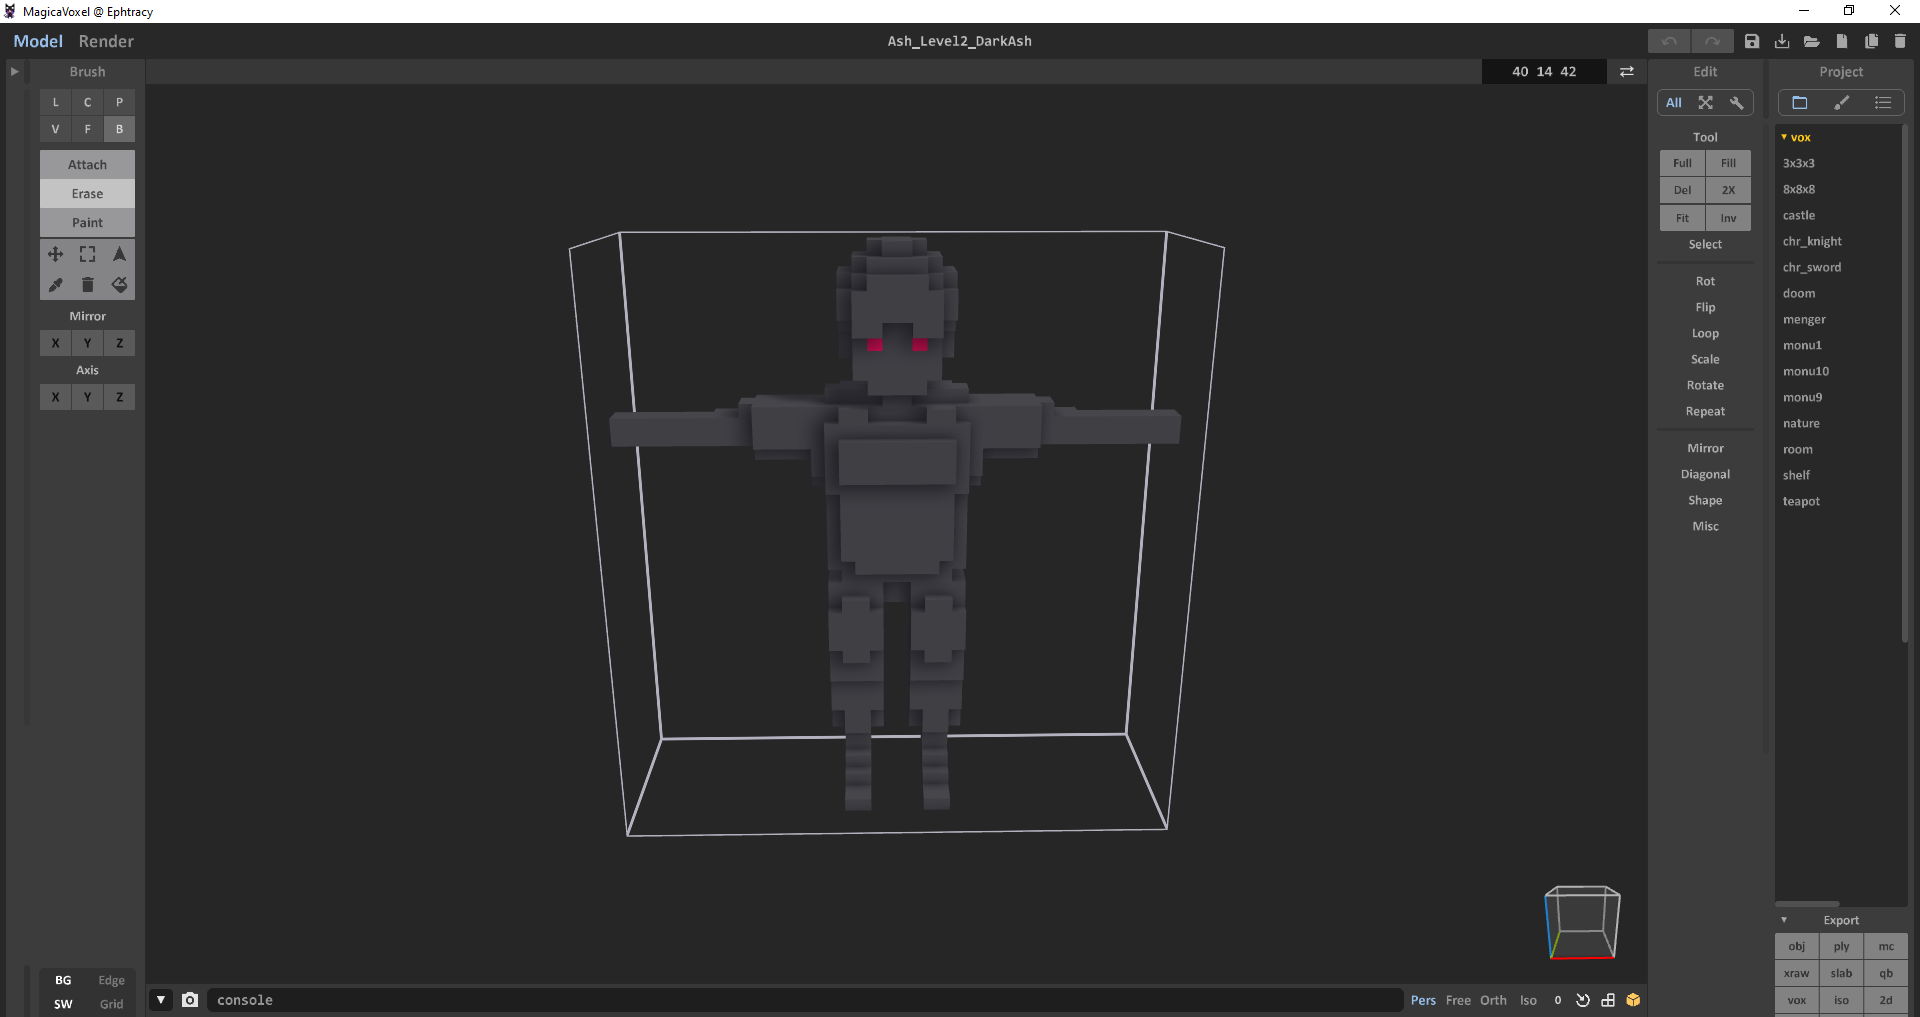 MagicaVoxel @ Ephtracy
Model Render
Ash_Level2_DarkAsh
Brush
L C P
V F B
Attach
Erase
Paint
Mirror
X Y Z
Axis
X Y Z
BG Edge
SW Grid
40 14 42
console
Pers Free Orth Iso 0
Edit
All
Tool
Full Fill
Del 2X
Fit Inv
Select
Rot
Flip
Loop
Scale
Rotate
Repeat
Mirror
Diagonal
Shape
Misc
Project
vox
3x3x3
8x8x8
castle
chr_knight
chr_sword
doom
menger
monu1
monu10
monu9
nature
room
shelf
teapot
Export
obj ply mc
xraw slab qb
vox iso 2d